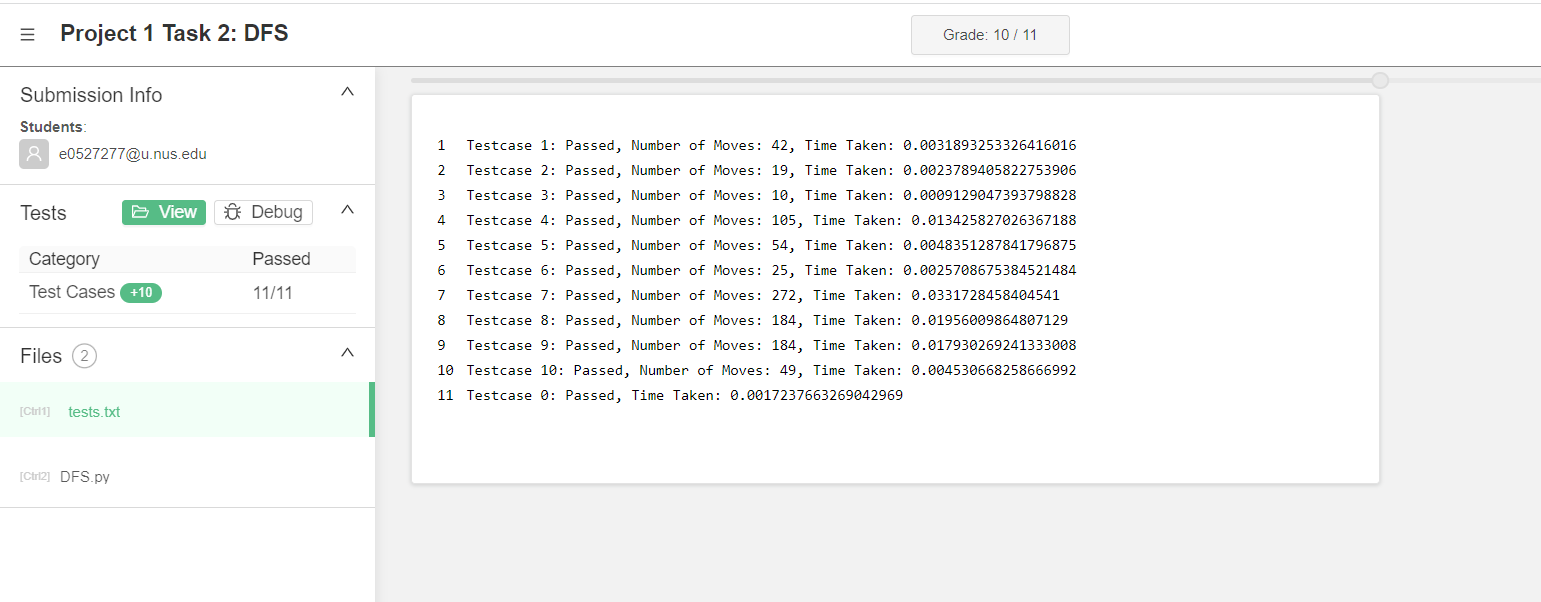 Project 1 Task 2: DFS
Grade: 10 / 11
Submission Info
Students:
e0527277@u.nus.edu
Tests
View
Debug
Category Passed
Test Cases +10 11/11
Files 2
[Ctrl1] tests.txt
[Ctrl2] DFS.py
1 Testcase 1: Passed, Number of Moves: 42, Time Taken: 0.0031893253326416016
2 Testcase 2: Passed, Number of Moves: 19, Time Taken: 0.0023789405822753906
3 Testcase 3: Passed, Number of Moves: 10, Time Taken: 0.0009129047393798828
4 Testcase 4: Passed, Number of Moves: 105, Time Taken: 0.013425827026367188
5 Testcase 5: Passed, Number of Moves: 54, Time Taken: 0.0048351287841796875
6 Testcase 6: Passed, Number of Moves: 25, Time Taken: 0.0025708675384521484
7 Testcase 7: Passed, Number of Moves: 272, Time Taken: 0.0331728458404541
8 Testcase 8: Passed, Number of Moves: 184, Time Taken: 0.01956009864807129
9 Testcase 9: Passed, Number of Moves: 184, Time Taken: 0.017930269241333008
10 Testcase 10: Passed, Number of Moves: 49, Time Taken: 0.004530668258666992
11 Testcase 0: Passed, Time Taken: 0.0017237663269042969